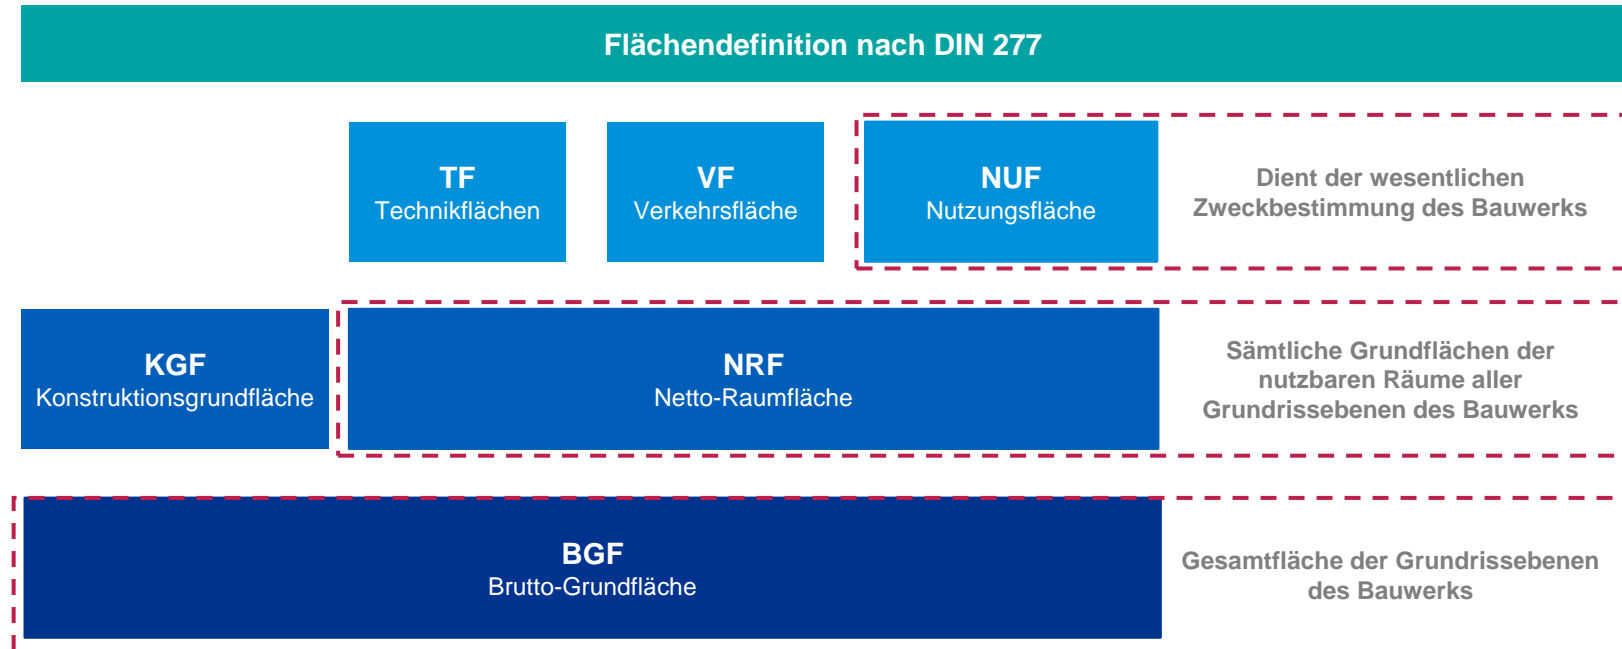 Flächendefinition nach DIN 277
TF
Technikflächen
VF
Verkehrsfläche
NUF
Nutzungsfläche
Dient der wesentlichen
Zweckbestimmung des Bauwerks
KGF
Konstruktionsgrundfläche
NRF
Netto-Raumfläche
Sämtliche Grundflächen der
nutzbaren Räume aller
Grundrissebenen des Bauwerks
BGF
Brutto-Grundfläche
Gesamtfläche der Grundrissebenen
des Bauwerks